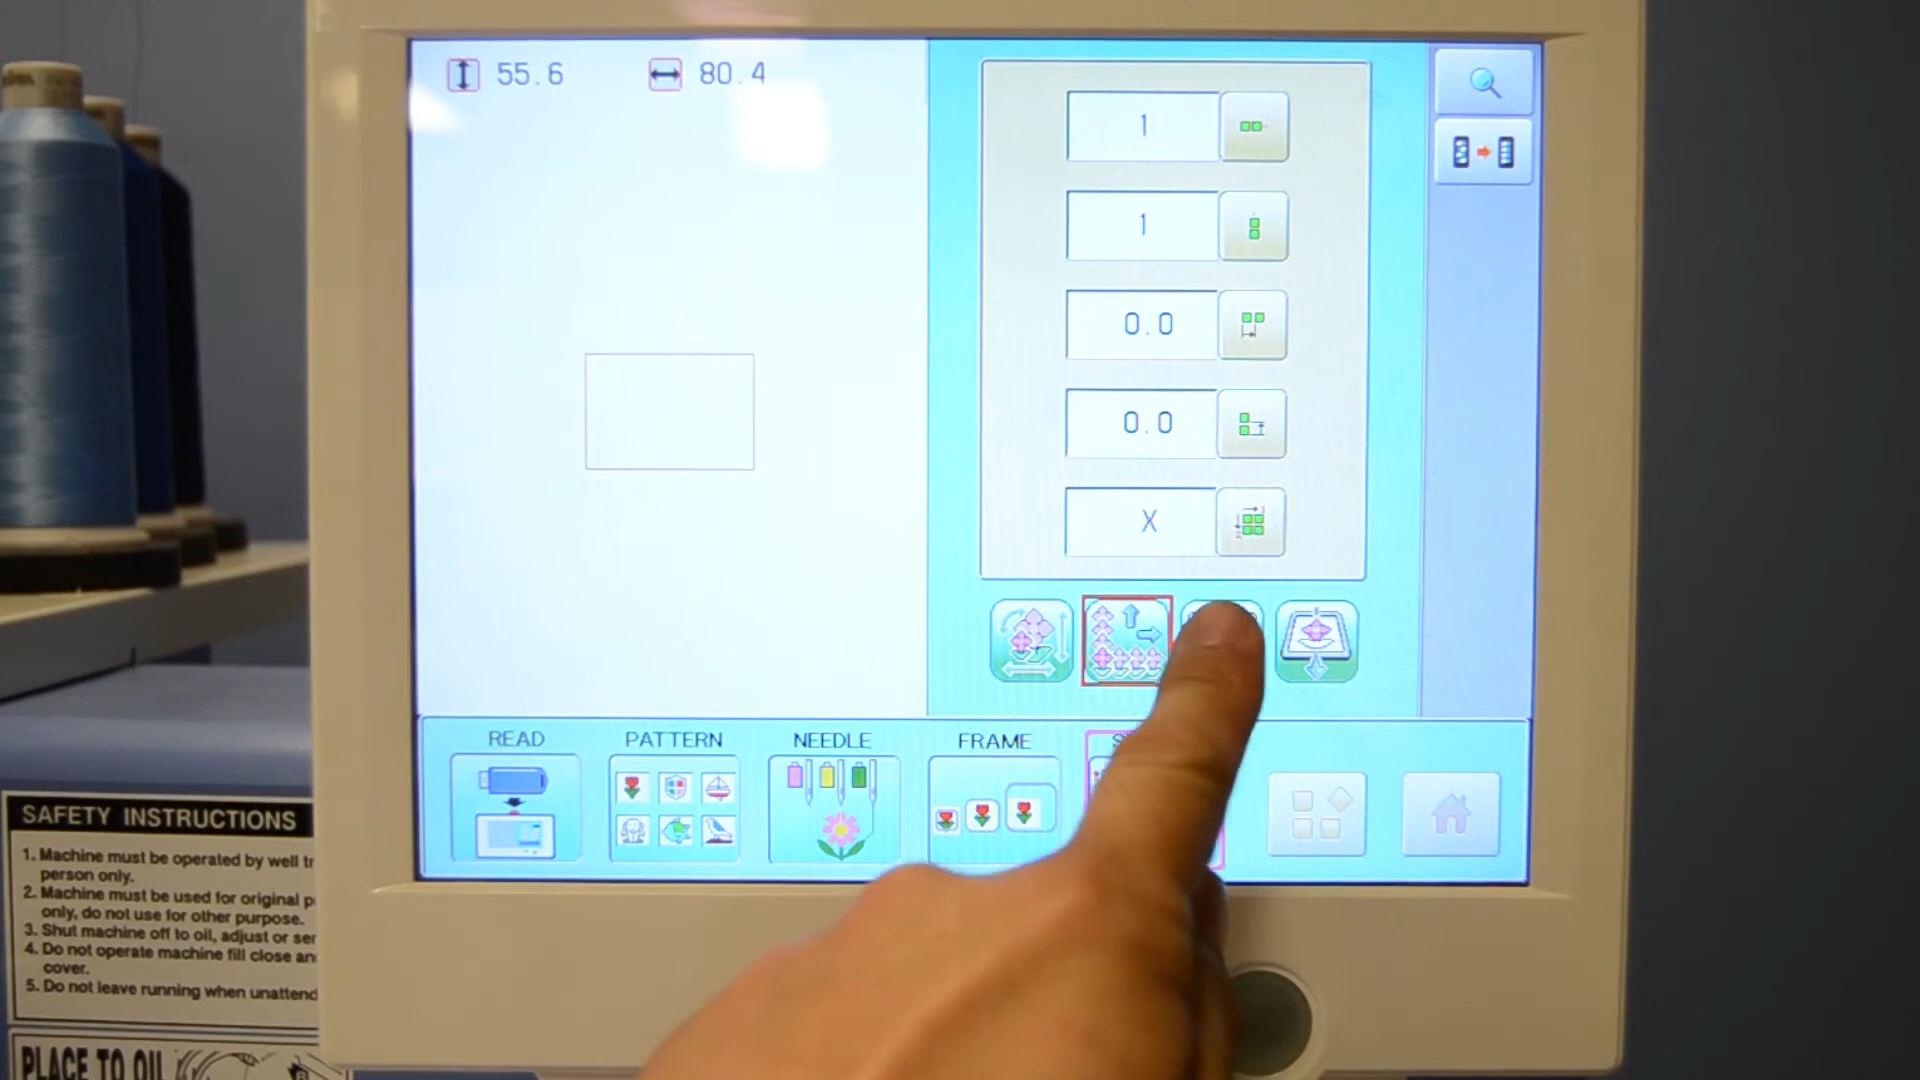 55.6
80.4
1
1
0.0
0.0
X
READ
PATTERN
NEEDLE
FRAME
SAFETY INSTRUCTIONS
1. Machine must be operated by well
person only.
2. Machine must be used for original
only, do not use for other purpose.
3. Shut machine off to oil, adjust or
4. Do not operate machine fill close
cover.
5. Do not leave running when
PLACE TO OIL